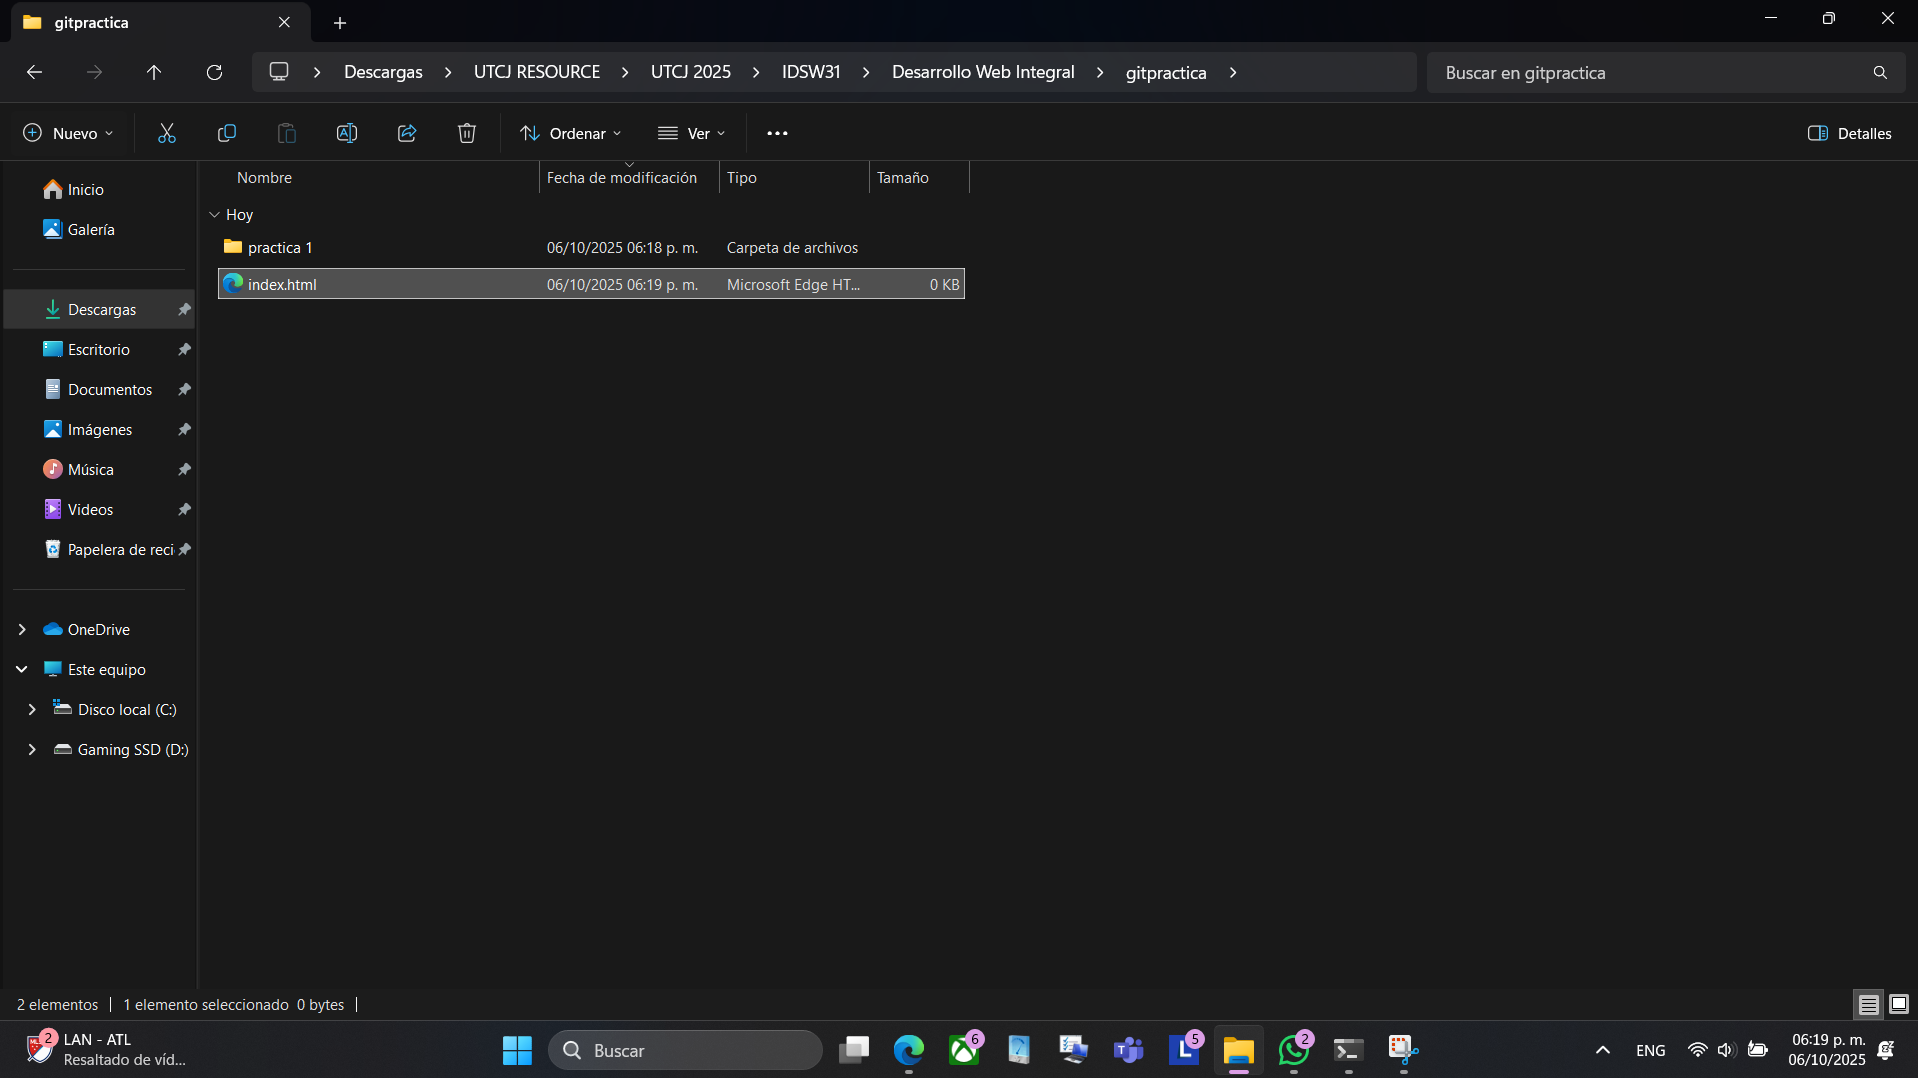 gitpractica
Descargas UTCJ RESOURCE UTCJ 2025 IDSW31 Desarrollo Web Integral gitpractica
Buscar en gitpractica
Nuevo
Ordenar
Ver
Detalles
Nombre Fecha de modificación Tipo Tamaño
Hoy
practica 1 06/10/2025 06:18 p. m. Carpeta de archivos
index.html 06/10/2025 06:19 p. m. Microsoft Edge HT... 0 KB
Inicio
Galería
Descargas
Escritorio
Documentos
Imágenes
Música
Videos
Papelera de reci
OneDrive
Este equipo
Disco local (C:)
Gaming SSD (D:)
2 elementos 1 elemento seleccionado 0 bytes
2
LAN - ATL
Resaltado de víd...
Buscar
6
5
2
ENG
06:19 p. m.
06/10/2025